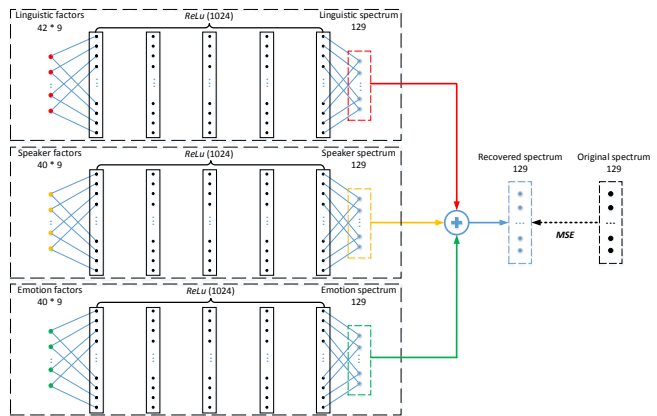 Linguistic factors
42 * 9
ReLu (1024)
Linguistic spectrum
129
Speaker factors
40 * 9
ReLu (1024)
Speaker spectrum
129
Recovered spectrum
129
Original spectrum
129
MSE
Emotion factors
40 * 9
ReLu (1024)
Emotion spectrum
129